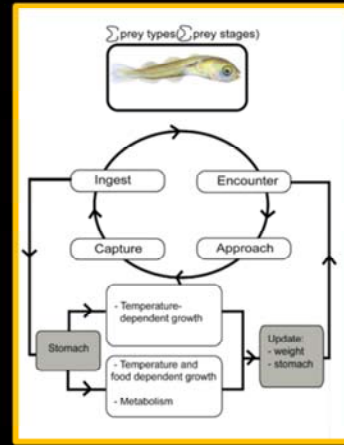 ∑prey types(∑prey stages)
Ingest
Encounter
Capture
Approach
- Temperature-
dependent growth
Stomach
- Temperature and
food dependent growth
- Metabolism
Update:
- weight
- stomach